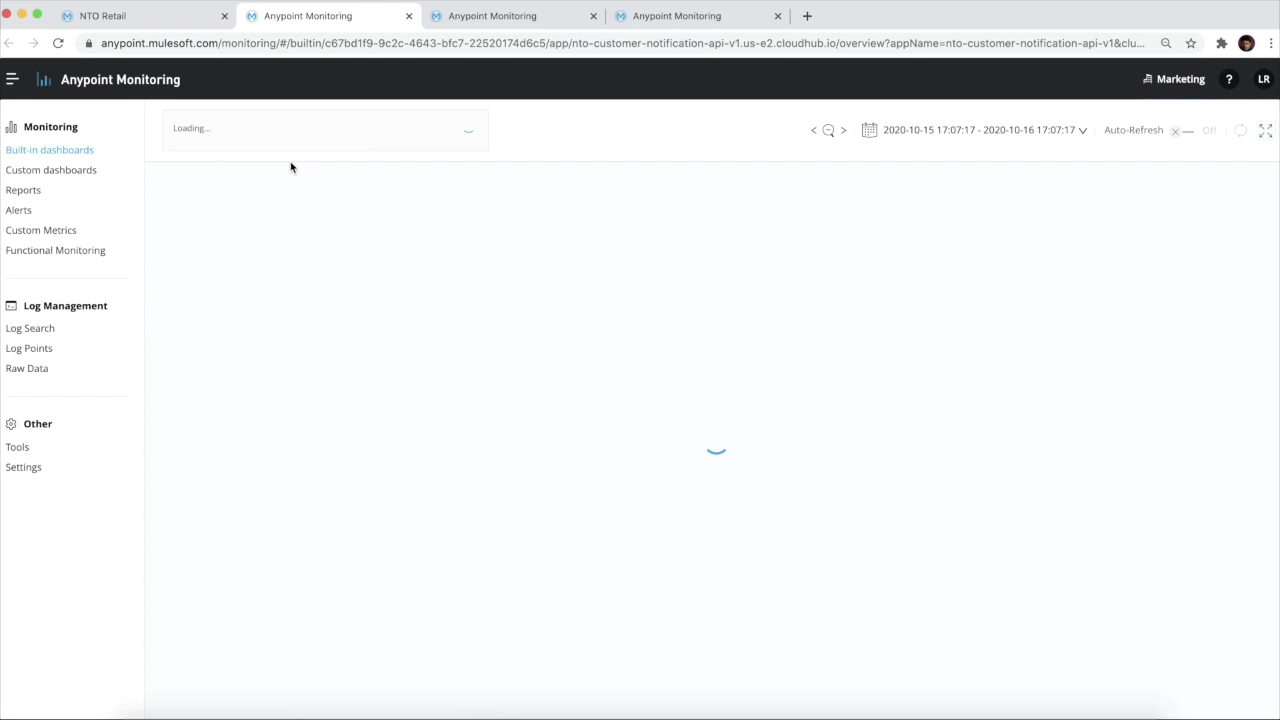 NTO Retail
Anypoint Monitoring
Anypoint Monitoring
Anypoint Monitoring
anypoint.mulesoft.com/monitoring/#/builtin/c67bd1f9-9c2c-4643-bfc7-22520174d6c5/app/nto-customer-notification-api-v1.us-e2.cloudhub.io/overview?appName=nto-customer-notification-api-v1&clu...
Anypoint Monitoring
Marketing
?
LR
Monitoring
Built-in dashboards
Custom dashboards
Reports
Alerts
Custom Metrics
Functional Monitoring
Log Management
Log Search
Log Points
Raw Data
Other
Tools
Settings
Loading...
2020-10-15 17:07:17 - 2020-10-16 17:07:17
Auto-Refresh
Off